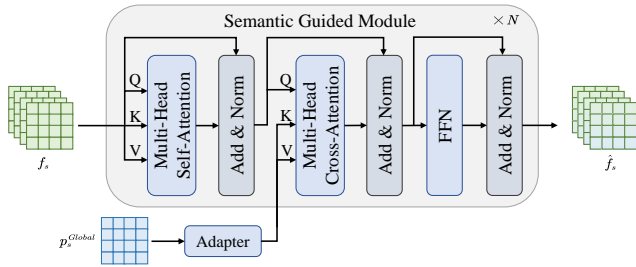 Semantic Guided Module
× N
Q
K
V
Multi-Head
Self-Attention
Add & Norm
Q
K
V
Multi-Head
Cross-Attention
Add & Norm
FFN
Add & Norm
f_s
f̂_s
p_s^{Global}
Adapter